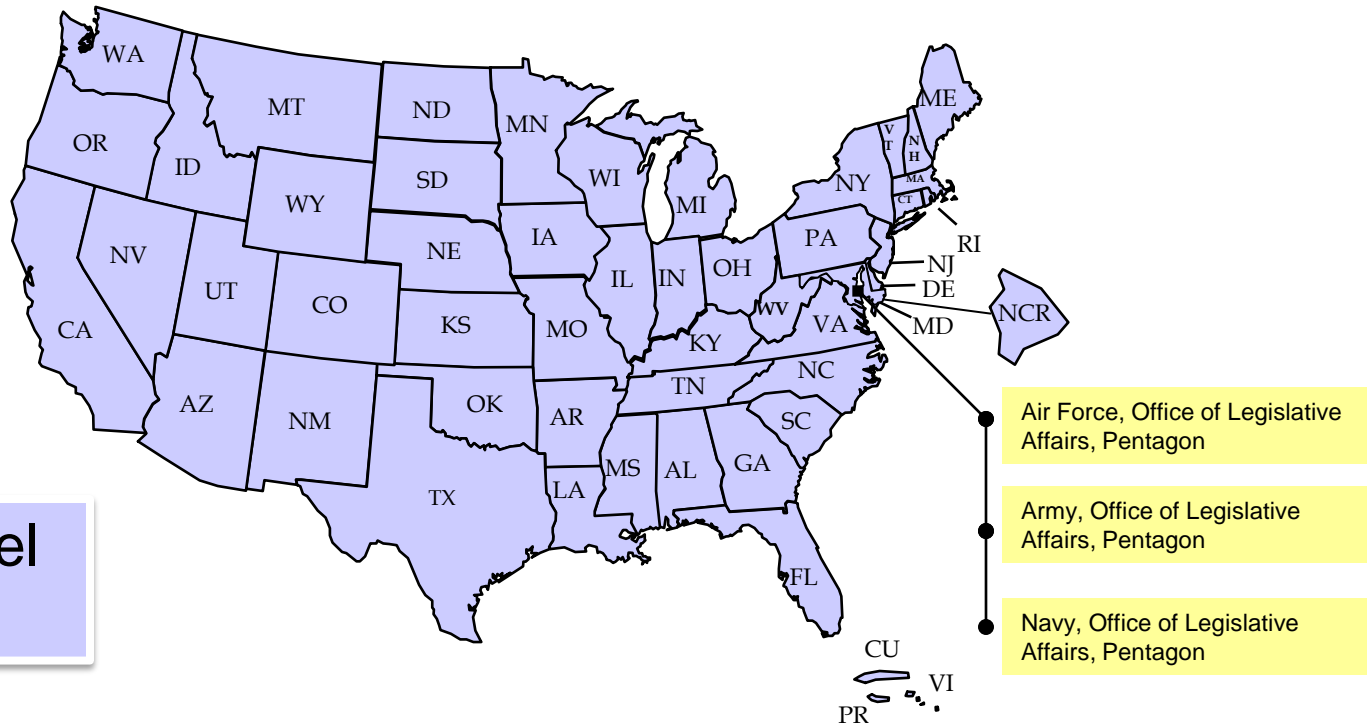 WA
MT
ND
MN
ME
OR
ID
SD
WI
MI
NY
V
T
N
H
MA
CT
RI
WY
NE
IA
PA
NJ
NV
UT
CO
IL
IN
OH
DE
CA
KS
MO
WV
VA
MD
NCR
KY
AZ
NM
OK
AR
TN
NC
SC
MS
AL
GA
TX
LA
FL
Air Force, Office of Legislative
Affairs, Pentagon
Army, Office of Legislative
Affairs, Pentagon
Navy, Office of Legislative
Affairs, Pentagon
el
CU
VI
PR